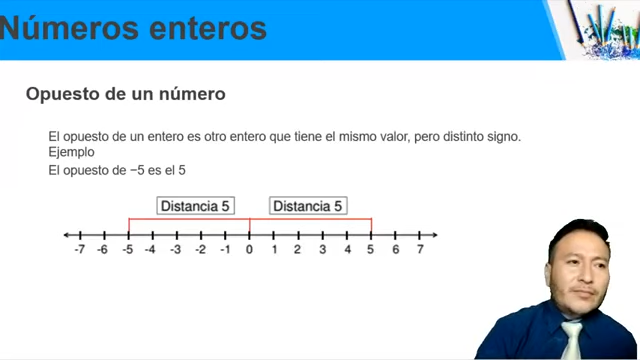 Números enteros
Opuesto de un número
El opuesto de un entero es otro entero que tiene el mismo valor, pero distinto signo.
Ejemplo
El opuesto de −5 es el 5
Distancia 5 Distancia 5
-7 -6 -5 -4 -3 -2 -1 0 1 2 3 4 5 6 7